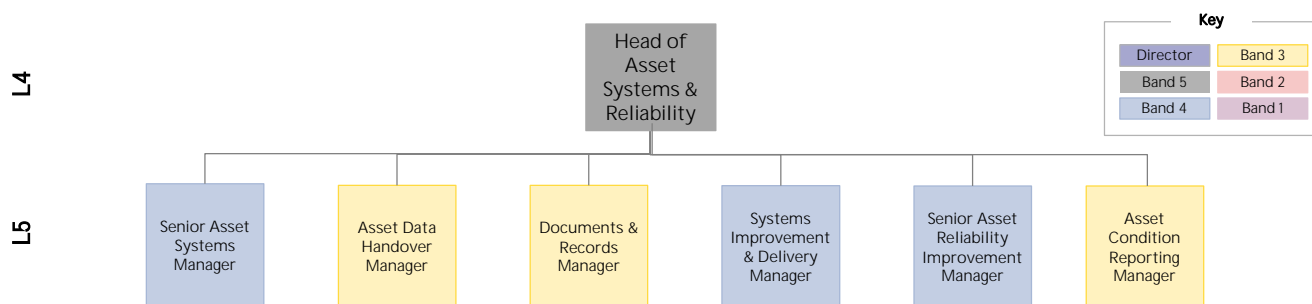 Key
Director
Band 3
Band 5
Band 2
Band 4
Band 1
L4
Head of
Asset
Systems &
Reliability
L5
Senior Asset
Systems
Manager
Asset Data
Handover
Manager
Documents &
Records
Manager
Systems
Improvement
& Delivery
Manager
Senior Asset
Reliability
Improvement
Manager
Asset
Condition
Reporting
Manager